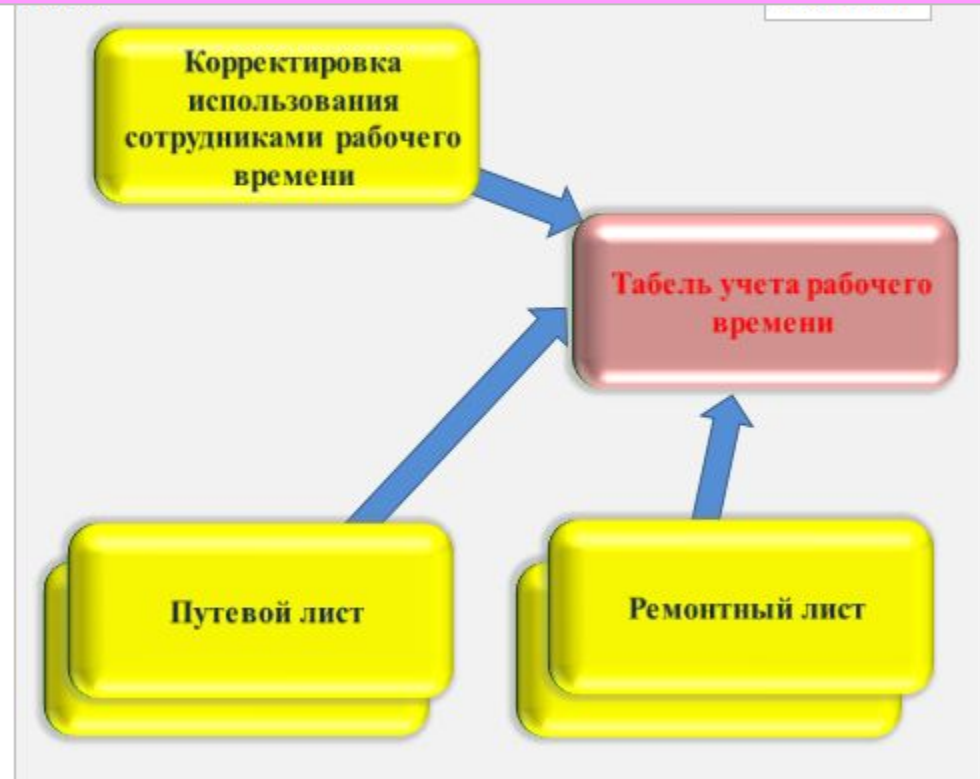 Корректировка
использования
сотрудниками рабочего
времени
Табель учета рабочего
времени
Путевой лист
Ремонтный лист